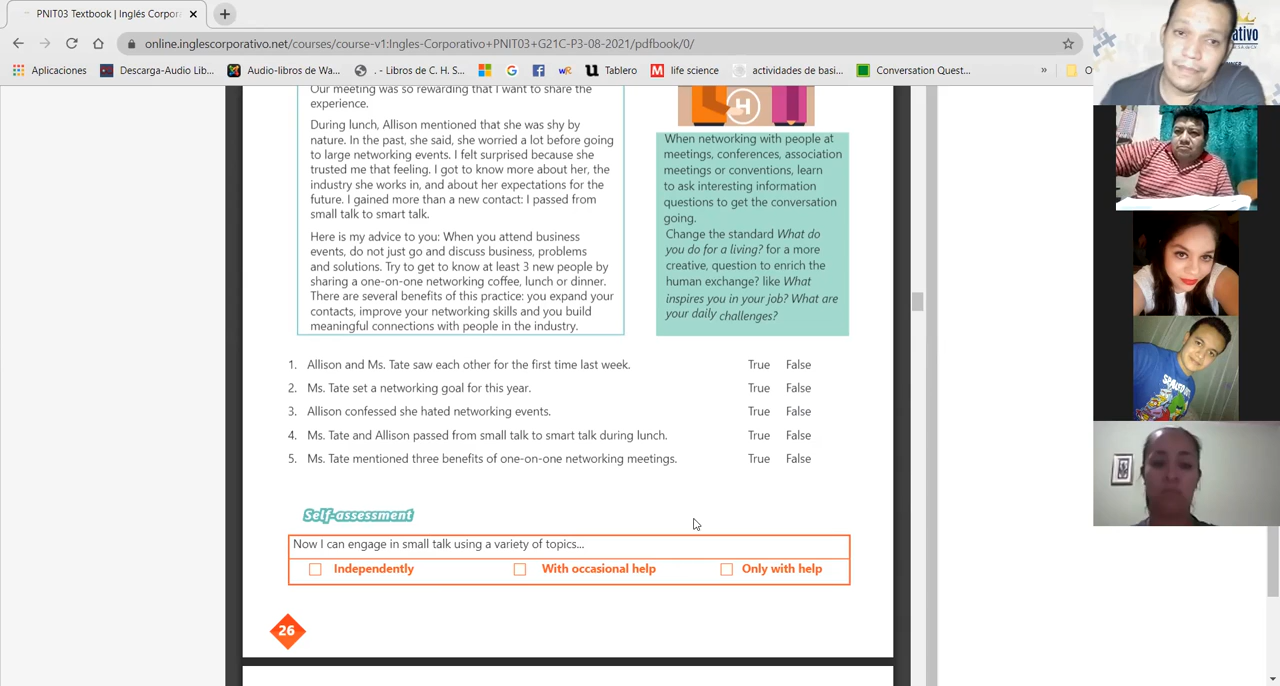 PNIT03 Textbook | Inglés Corpora
online.inglescorporativo.net/courses/course-v1:Ingles-Corporativo+PNIT03+G21C-P3-08-2021/pdfbook/0/
Aplicaciones
Descarga Audio Lib...
Audio-libros de Wa...
. - Libros de C. H. S...
Tablero
life science
actividades de basi...
Conversation Quest...
»
O
Our meeting was so rewarding that I want to share the
experience.
During lunch, Allison mentioned that she was shy by
nature. In the past, she said, she worried a lot before going
to large networking events. I felt surprised because she
trusted me that feeling. I got to know more about her, the
industry she works in, and about her expectations for the
future. I gained more than a new contact: I passed from
small talk to smart talk.
Here is my advice to you: When you attend business
events, do not just go and discuss business, problems
and solutions. Try to get to know at least 3 new people by
sharing a one-on-one networking coffee, lunch or dinner.
There are several benefits of this practice: you expand your
contacts, improve your networking skills and you build
meaningful connections with people in the industry.
H
When networking with people at
meetings, conferences, association
meetings or conventions, learn
to ask interesting information
questions to get the conversation
going.
Change the standard What do
you do for a living? for a more
creative, question to enrich the
human exchange? like What
inspires you in your job? What are
your daily challenges?
1. Allison and Ms. Tate saw each other for the first time last week. True False
2. Ms. Tate set a networking goal for this year. True False
3. Allison confessed she hated networking events. True False
4. Ms. Tate and Allison passed from small talk to smart talk during lunch. True False
5. Ms. Tate mentioned three benefits of one-on-one networking meetings. True False
Self-assessment
Now I can engage in small talk using a variety of topics...
Independently With occasional help Only with help
26